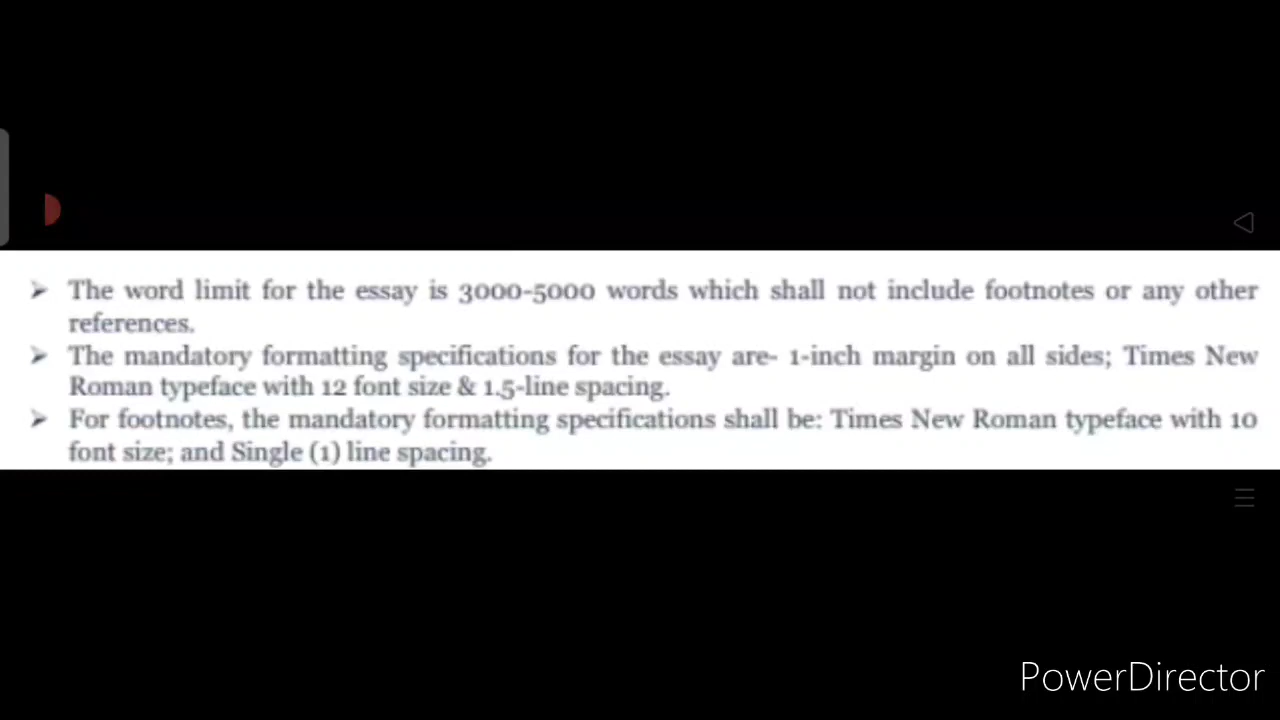 ➢ The word limit for the essay is 3000-5000 words which shall not include footnotes or any other
references.
➢ The mandatory formatting specifications for the essay are- 1-inch margin on all sides; Times New
Roman typeface with 12 font size & 1.5-line spacing.
➢ For footnotes, the mandatory formatting specifications shall be: Times New Roman typeface with 10
font size; and Single (1) line spacing.
PowerDirector